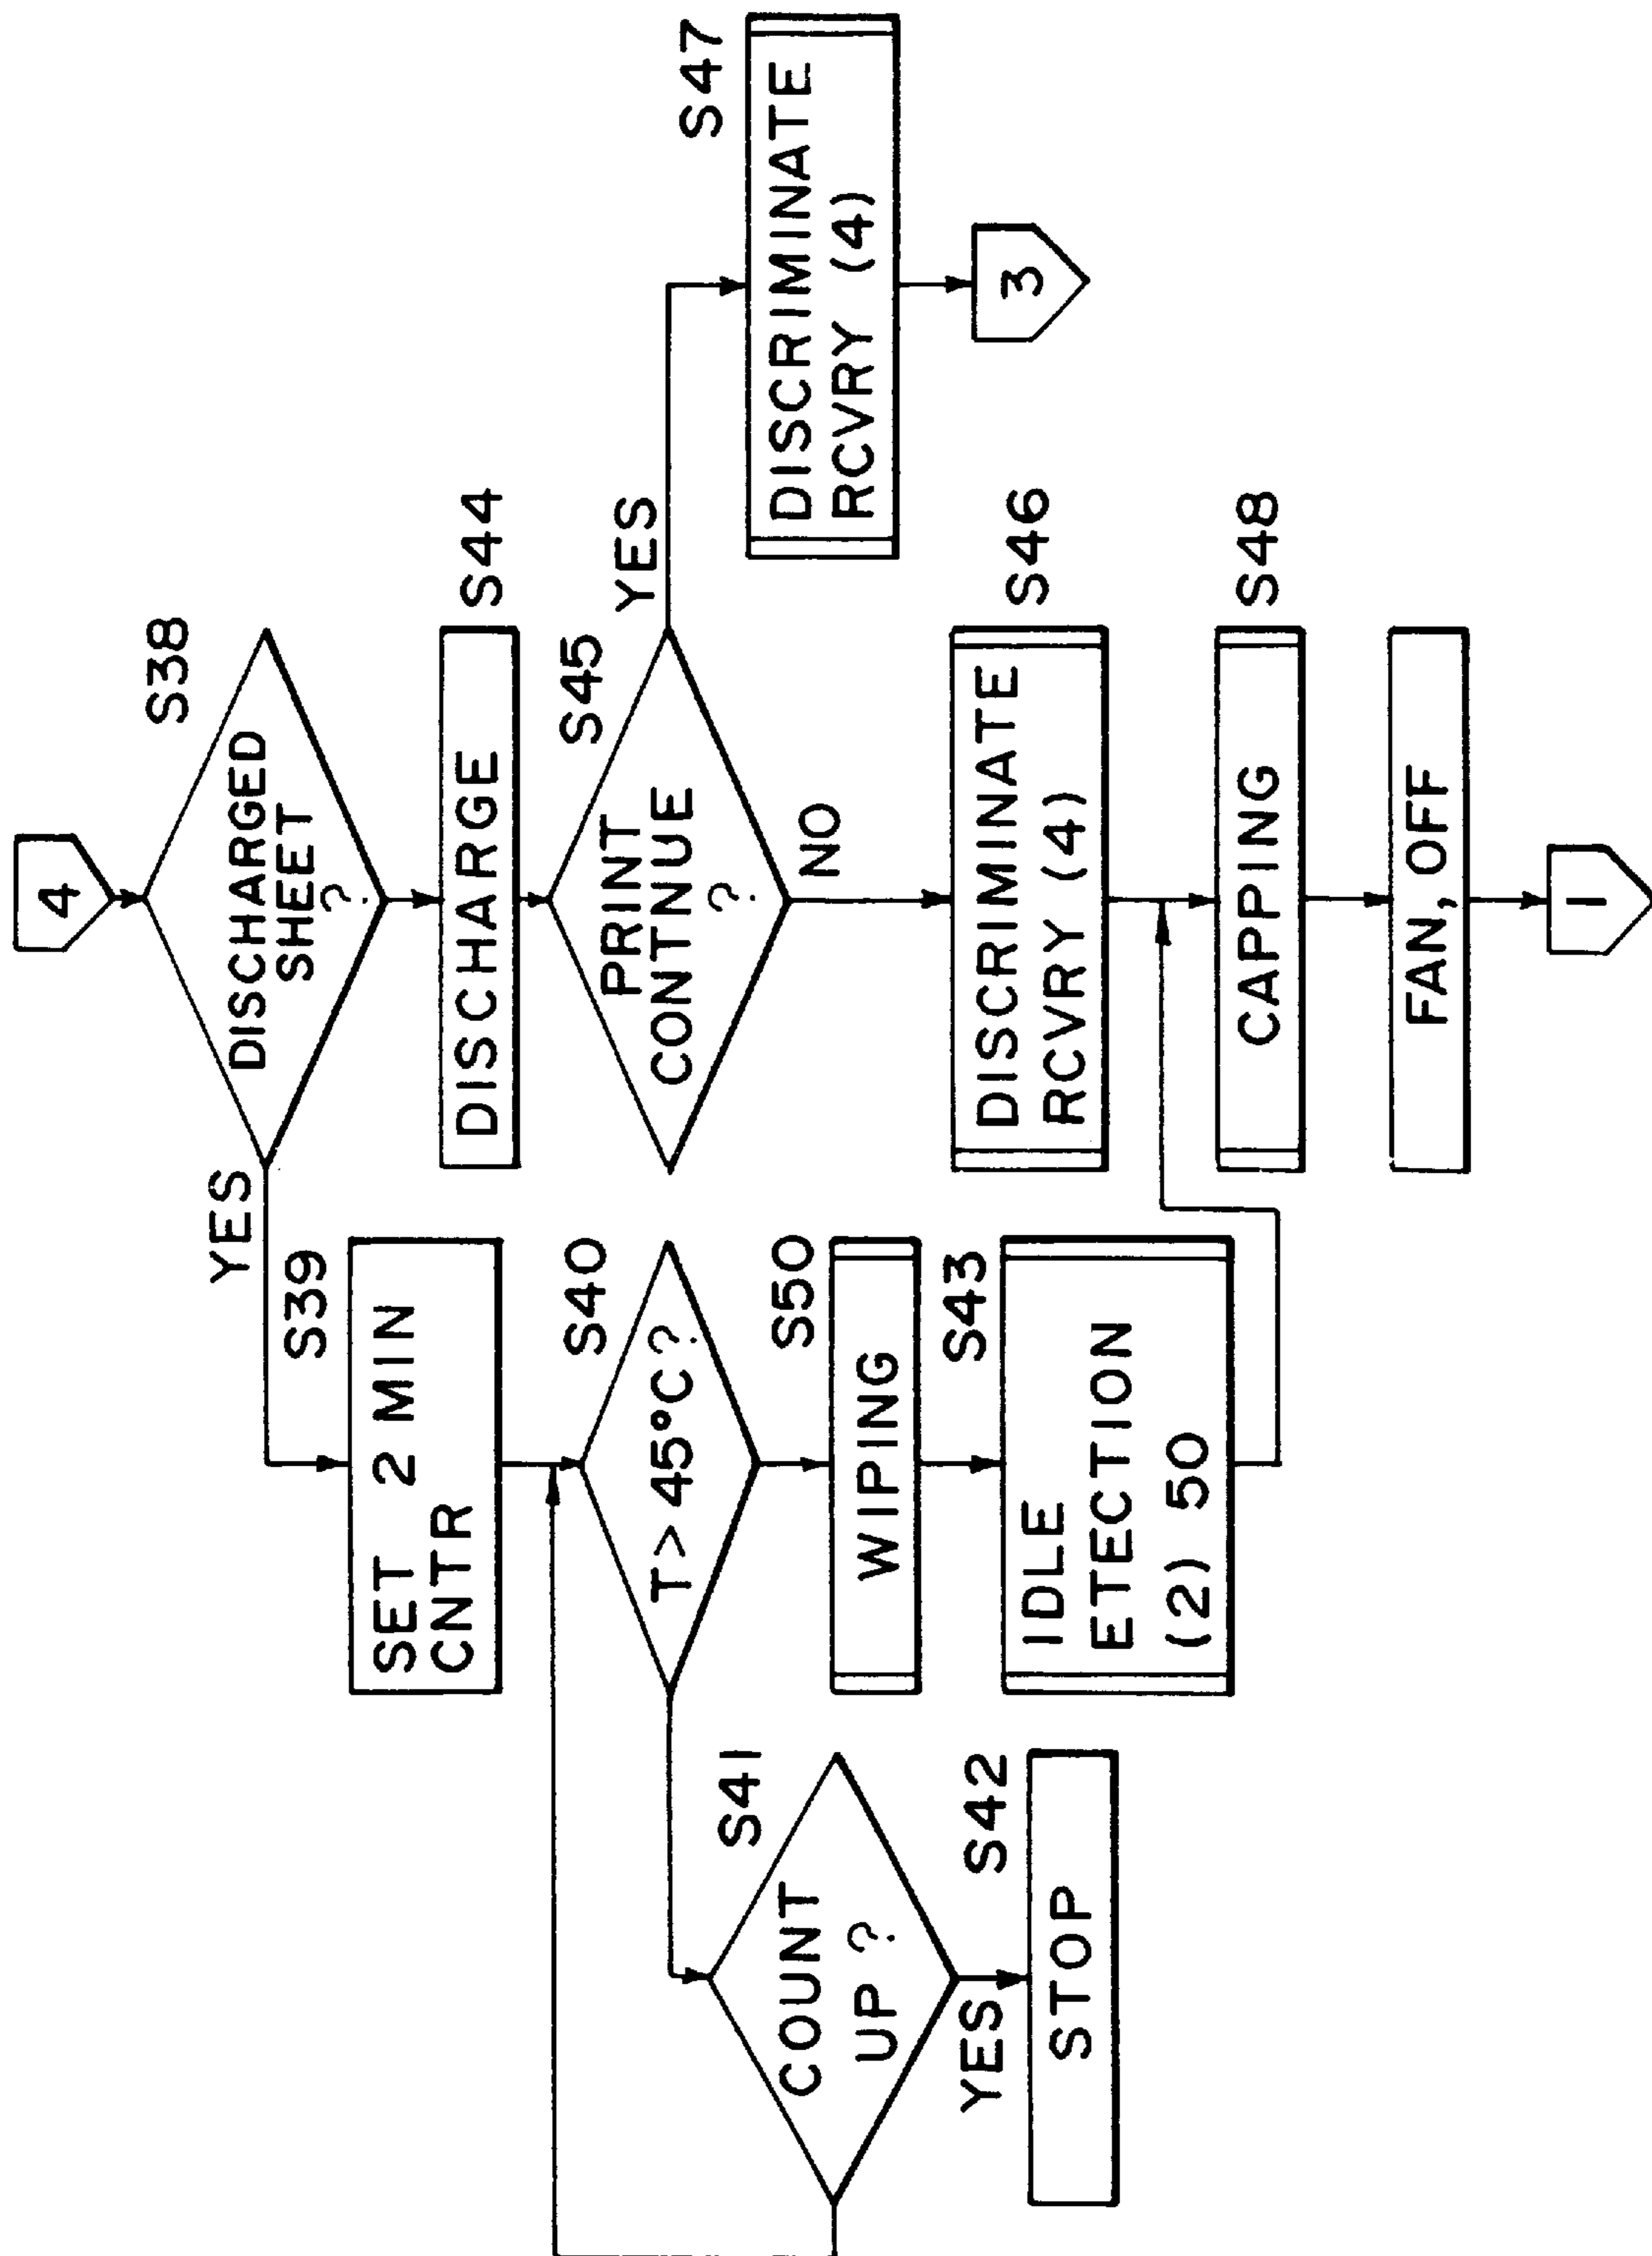 4
S38
DISCHARGED
SHEET
?
YES
S39
SET 2 MIN
CNTR
S40
T > 45°C ?
S41
COUNT
UP ?
YES
S42
STOP
S50
WIPING
S43
IDLE
ETECTION
(2) 50
S44
DISCHARGE
S45
PRINT
CONTINUE
?
YES
S47
DISCRIMINATE
RCVRY (4)
3
NO
S46
DISCRIMINATE
RCVRY (4)
S48
CAPPING
FAN, OFF
1